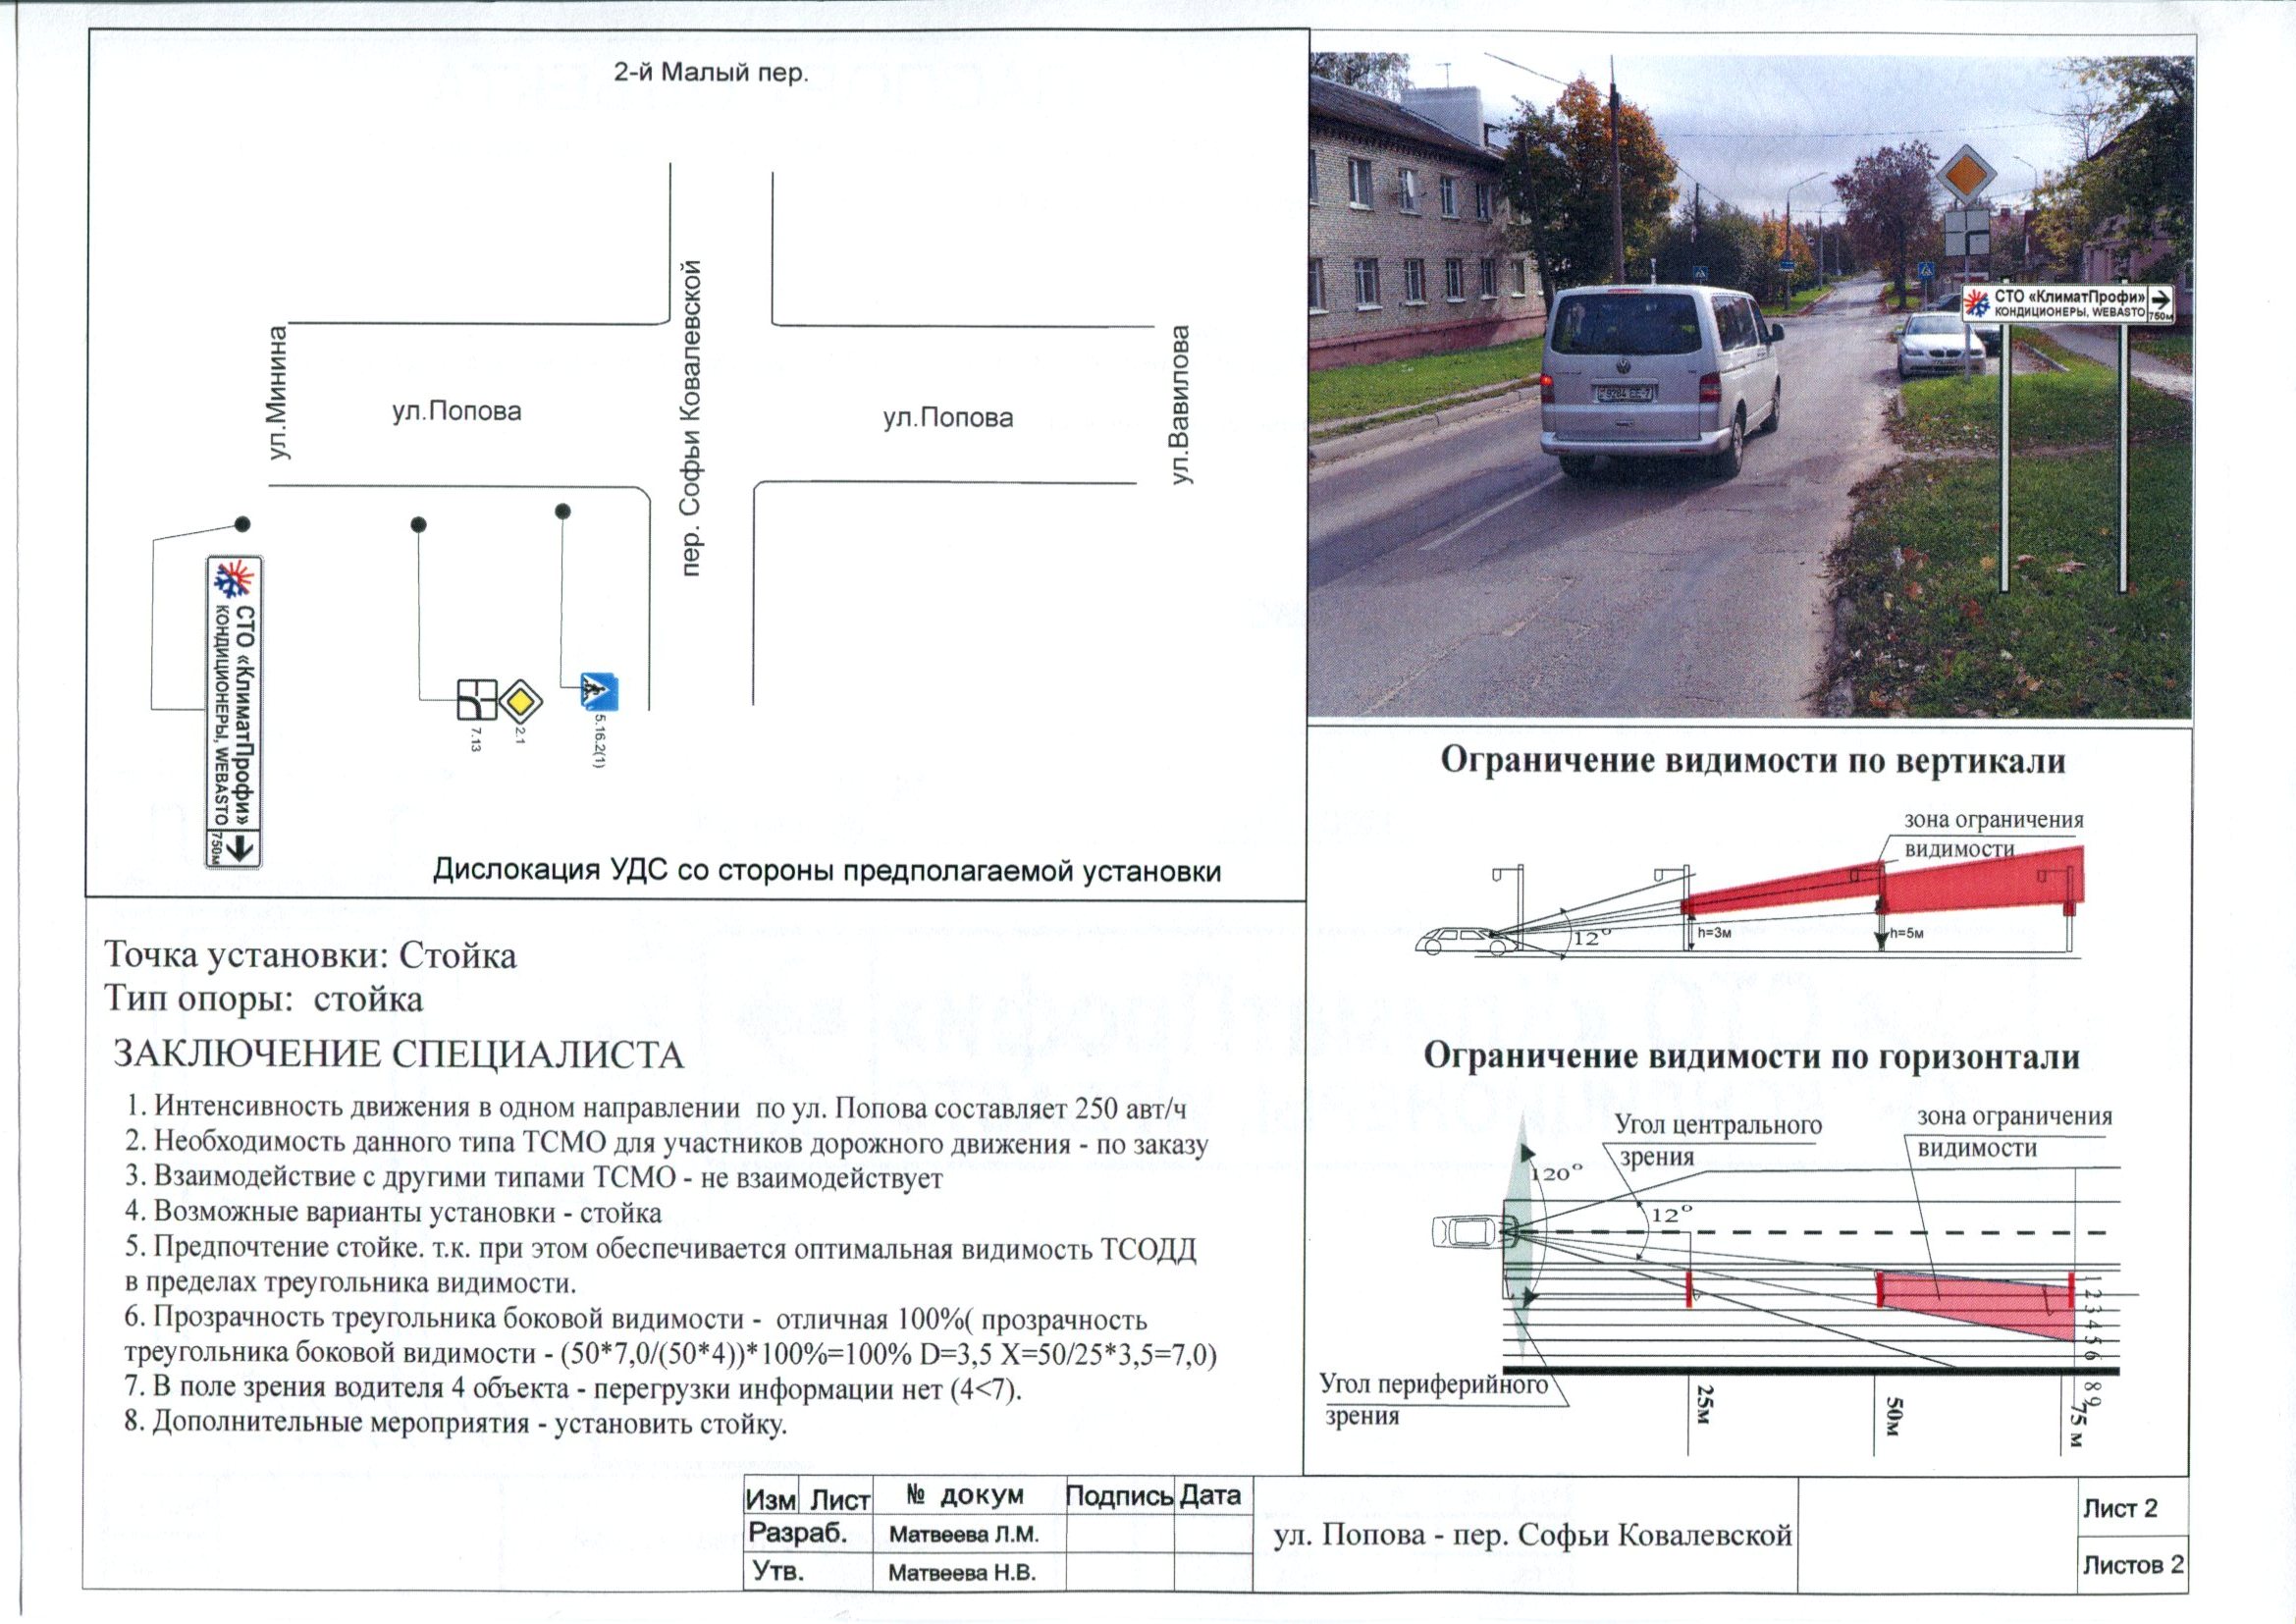 2-й Малый пер.
ул.Минина
ул.Попова
пер. Софьи Ковалевской
ул.Попова
ул.Вавилова
СТО «КлиматПрофи»
КОНДИЦИОНЕРЫ, WEBASTO
750м
7.13
2.1
5.16.2(1)
Дислокация УДС со стороны предполагаемой установки
СТО «КлиматПрофи»
КОНДИЦИОНЕРЫ, WEBASTO
750м
Ограничение видимости по вертикали
зона ограничения
видимости
12°
h=3м
h=5м
Ограничение видимости по горизонтали
Угол центрального
зрения
зона ограничения
видимости
120°
12°
1 2 3 4 5 6
8 9
Угол периферийного
зрения
25м
50м
75 м
Точка установки: Стойка
Тип опоры: стойка
ЗАКЛЮЧЕНИЕ СПЕЦИАЛИСТА
1. Интенсивность движения в одном направлении по ул. Попова составляет 250 авт/ч
2. Необходимость данного типа ТСМО для участников дорожного движения - по заказу
3. Взаимодействие с другими типами ТСМО - не взаимодействует
4. Возможные варианты установки - стойка
5. Предпочтение стойке. т.к. при этом обеспечивается оптимальная видимость ТСОДД
в пределах треугольника видимости.
6. Прозрачность треугольника боковой видимости - отличная 100%( прозрачность
треугольника боковой видимости - (50*7,0/(50*4))*100%=100% D=3,5 X=50/25*3,5=7,0)
7. В поле зрения водителя 4 объекта - перегрузки информации нет (4<7).
8. Дополнительные мероприятия - установить стойку.
Изм Лист № докум Подпись Дата
Разраб. Матвеева Л.М.
Утв. Матвеева Н.В.
ул. Попова - пер. Софьи Ковалевской
Лист 2
Листов 2